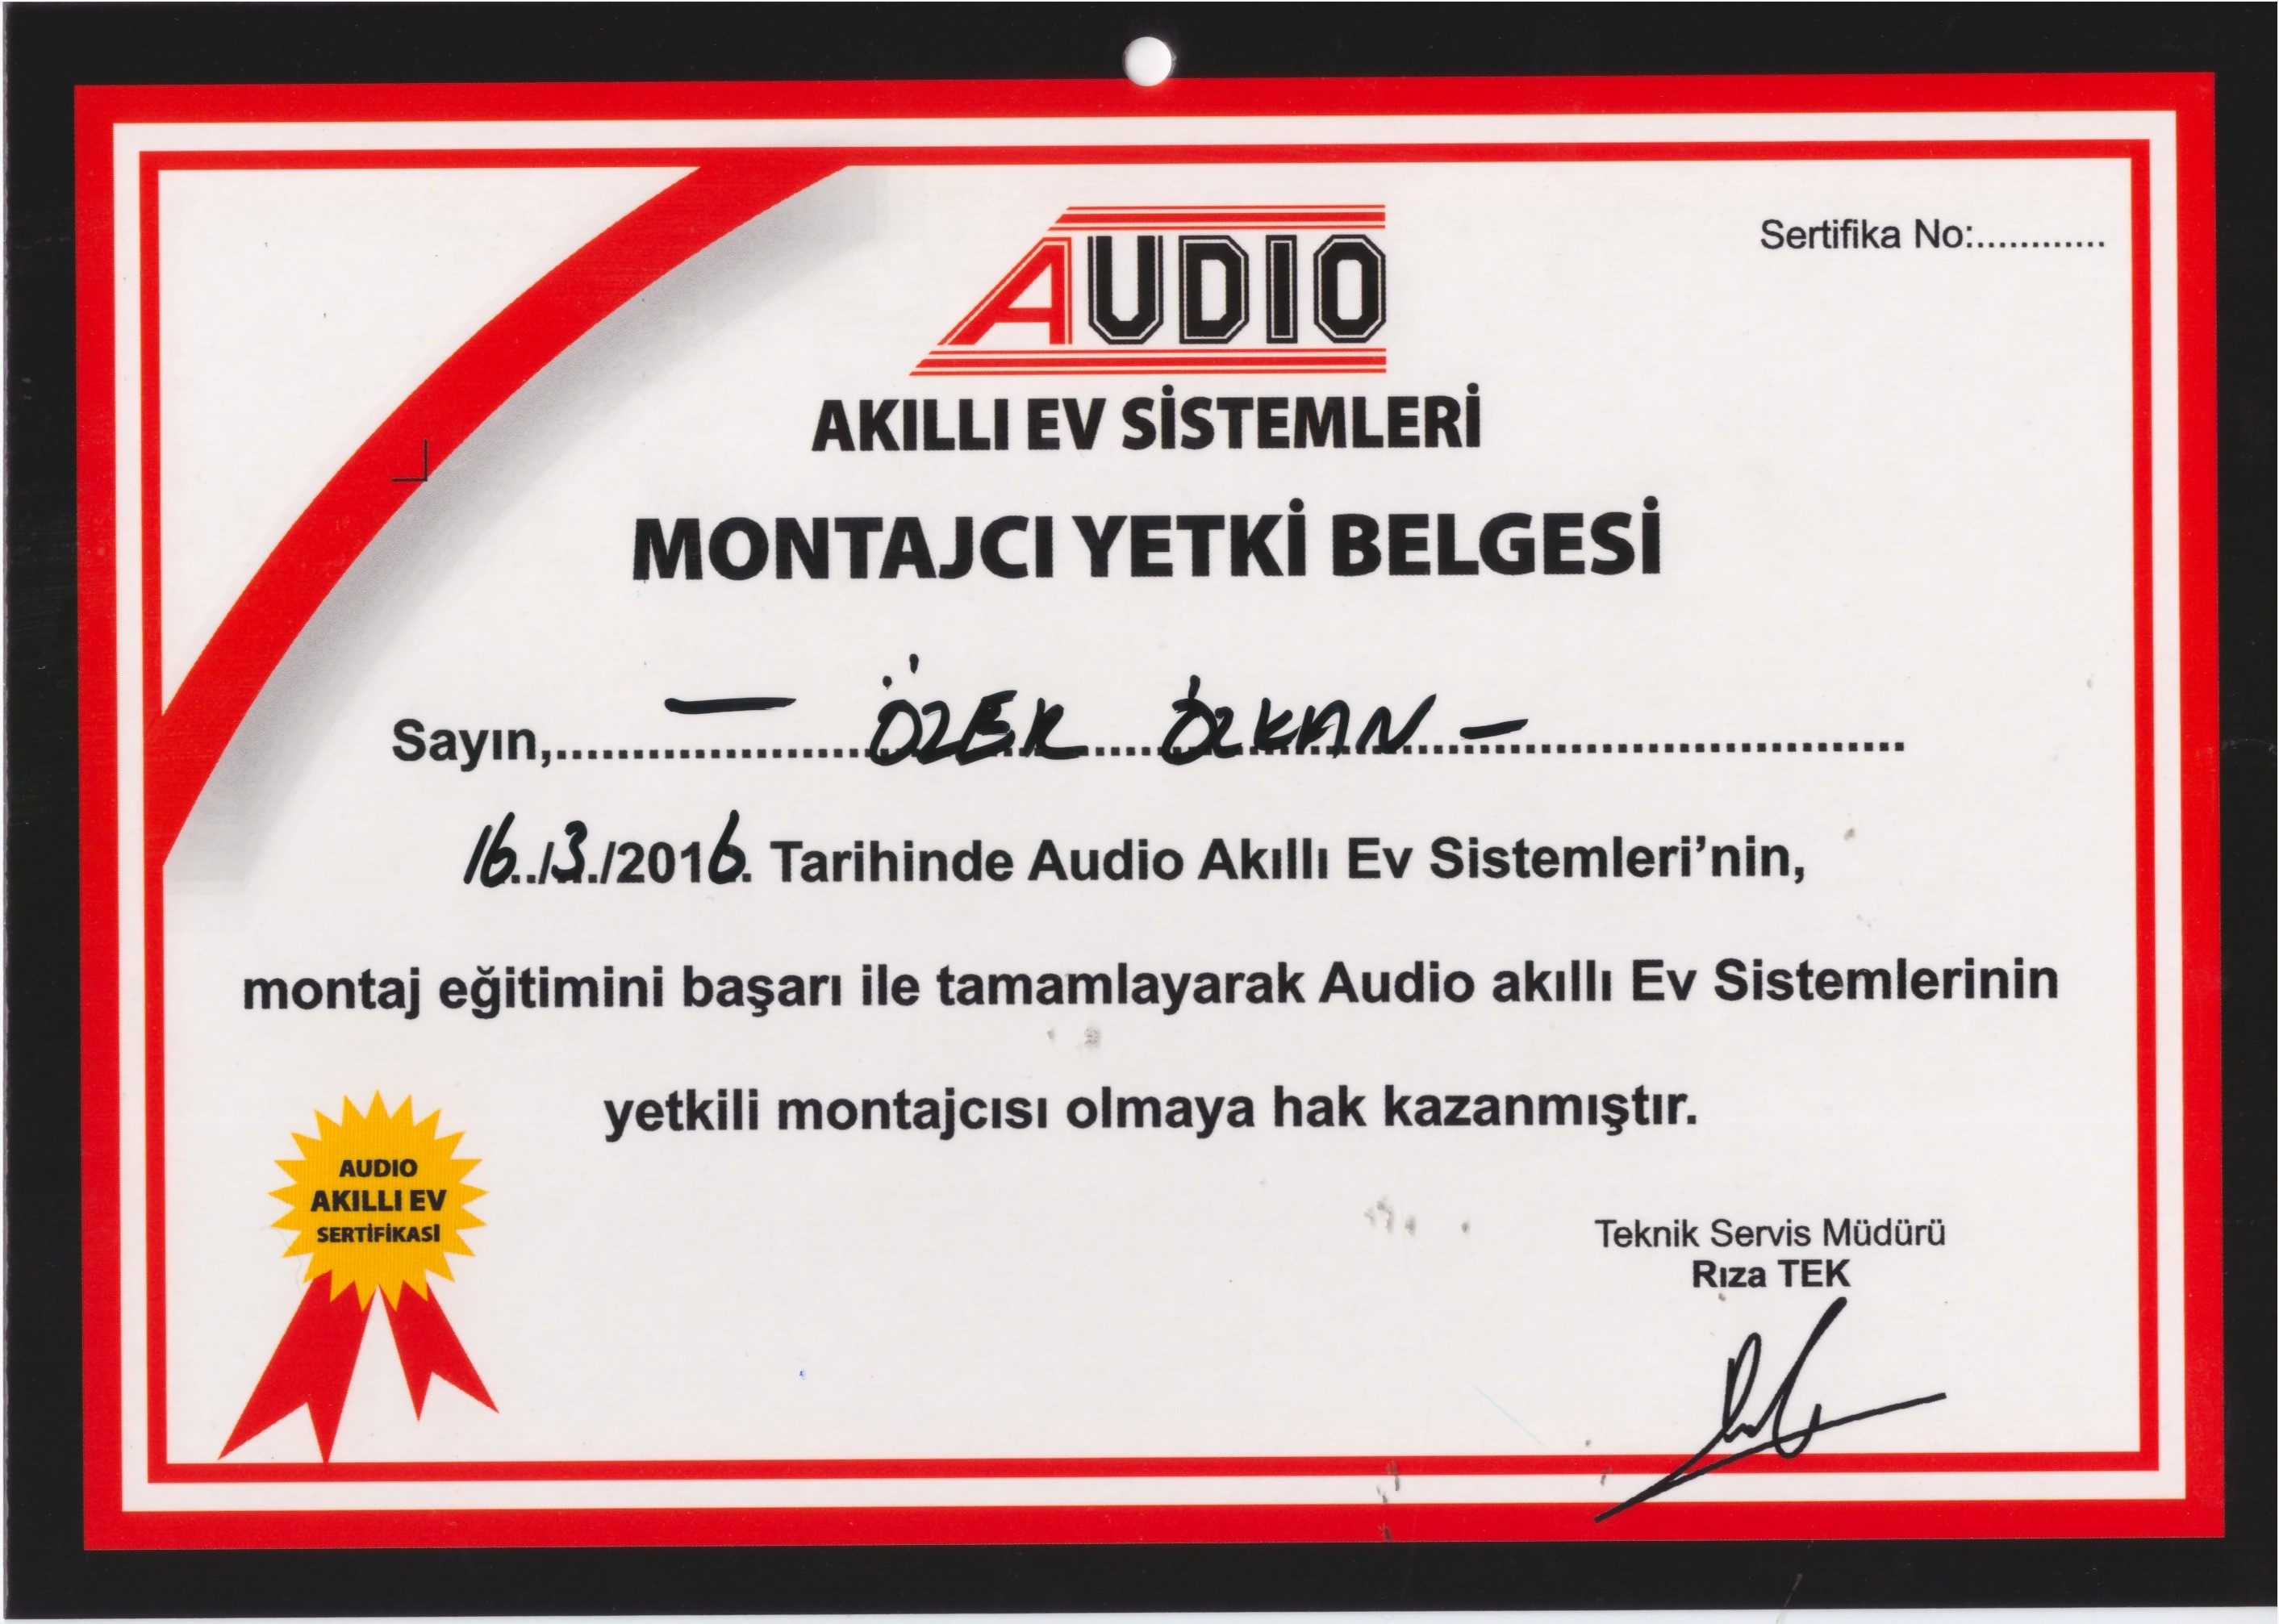 Sertifika No:............
AUDIO
AKILLI EV SİSTEMLERİ
MONTAJCI YETKİ BELGESİ
Sayın,.......... — ÖZER ÖZKAN — ..........
16../3./2016. Tarihinde Audio Akıllı Ev Sistemleri’nin,
montaj eğitimini başarı ile tamamlayarak Audio akıllı Ev Sistemlerinin
yetkili montajcısı olmaya hak kazanmıştır.
AUDIO
AKILLI EV
SERTİFİKASI
Teknik Servis Müdürü
Rıza TEK